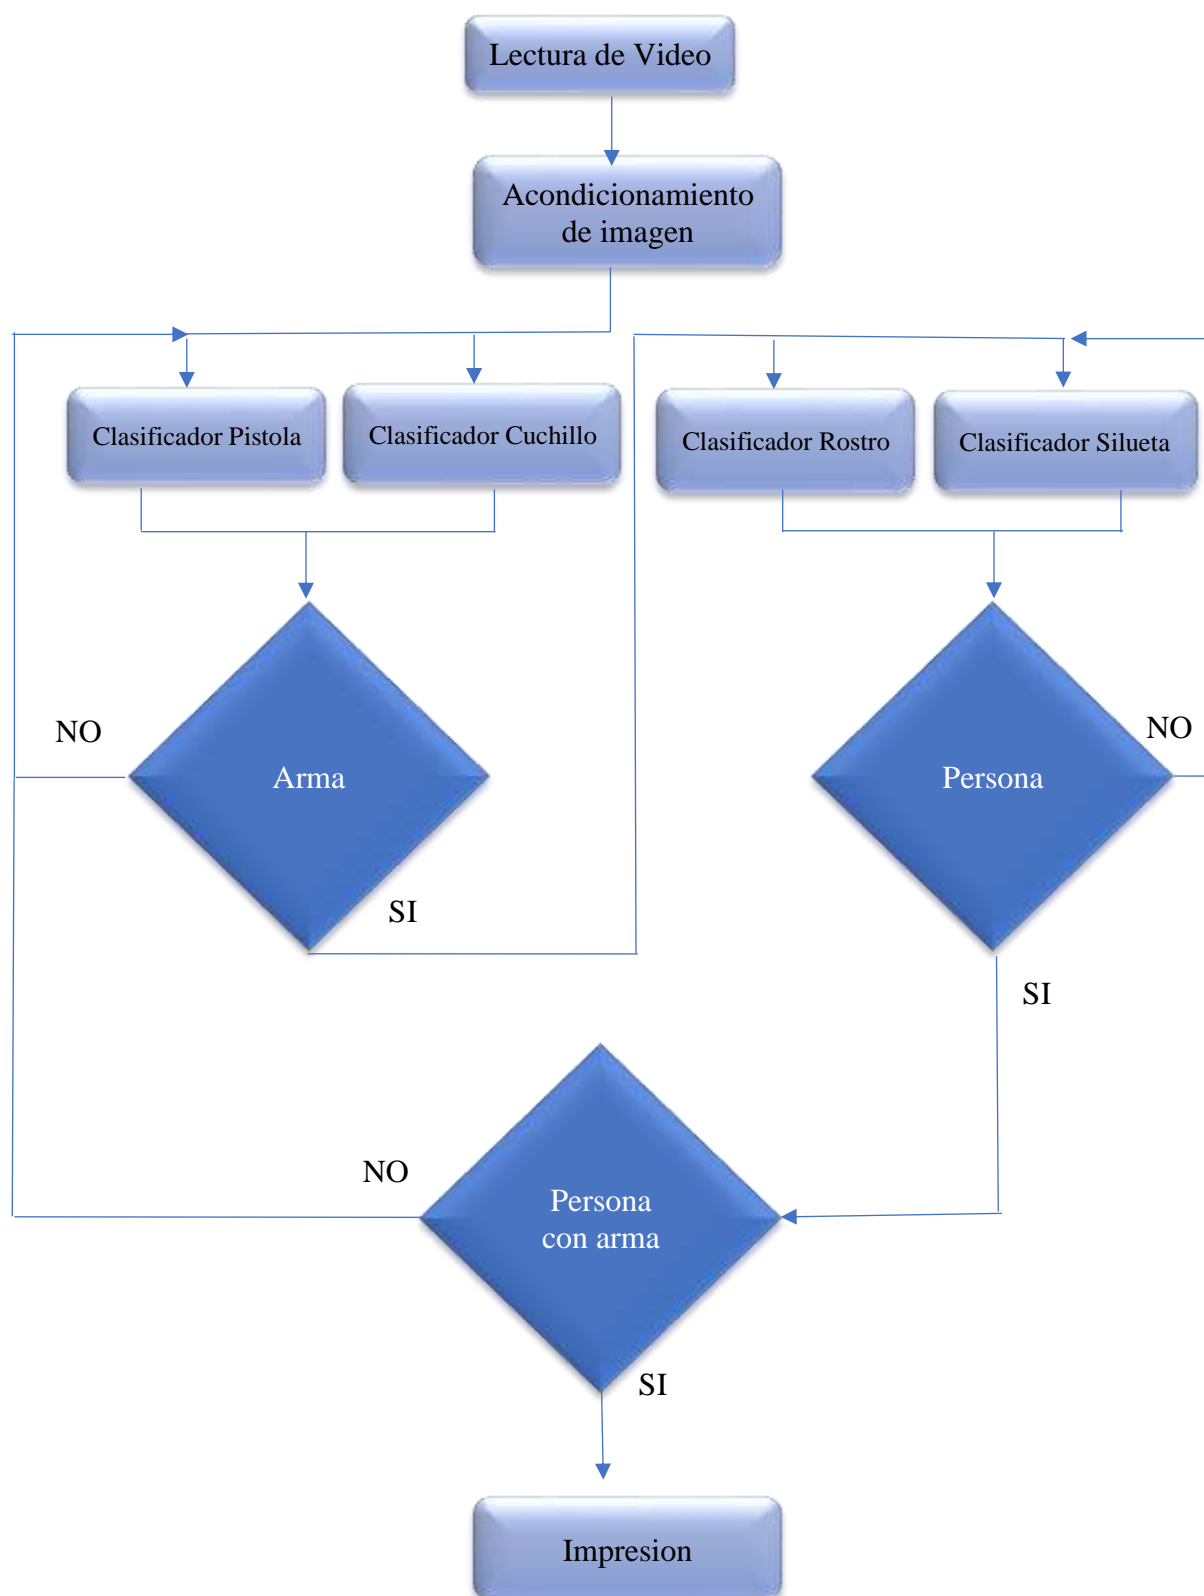 Lectura de Video
Acondicionamiento
de imagen
Clasificador Pistola
Clasificador Cuchillo
Clasificador Rostro
Clasificador Silueta
NO
Arma
SI
NO
Persona
SI
NO
Persona
con arma
SI
Impresion